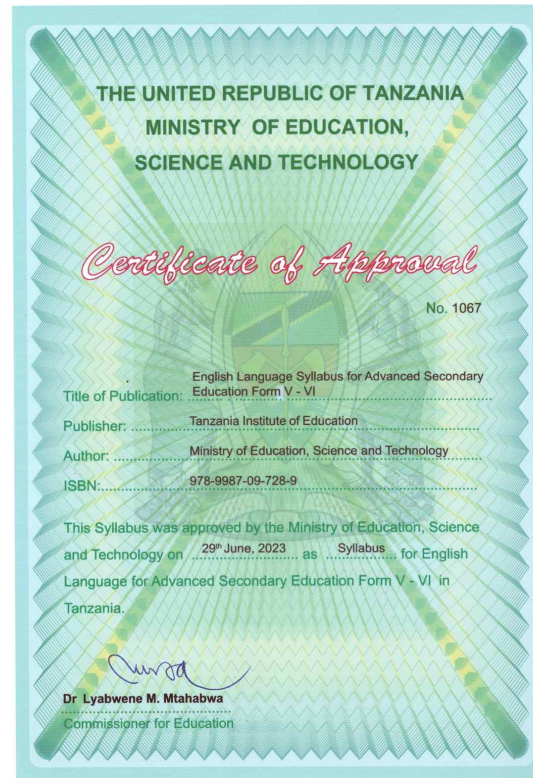 THE UNITED REPUBLIC OF TANZANIA
MINISTRY OF EDUCATION,
SCIENCE AND TECHNOLOGY
Certificate of Approval
No. 1067
English Language Syllabus for Advanced Secondary
Title of Publication: Education Form V - VI
Publisher: Tanzania Institute of Education
Author: Ministry of Education, Science and Technology
ISBN: 978-9987-09-728-9
This Syllabus was approved by the Ministry of Education, Science
and Technology on 29th June, 2023 as Syllabus for English
Language for Advanced Secondary Education Form V - VI in
Tanzania.
Dr Lyabwene M. Mtahabwa
Commissioner for Education